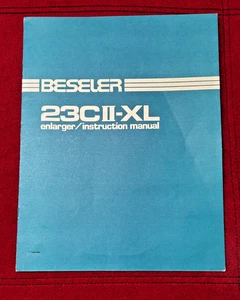 BESELER
23CII-XL
enlarger/instruction manual